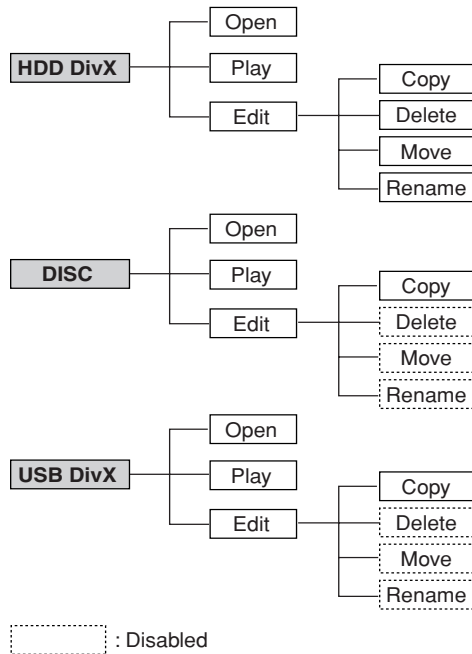 Open
HDD DivX
Play
Edit
Copy
Delete
Move
Rename
Open
DISC
Play
Edit
Copy
Delete
Move
Rename
Open
USB DivX
Play
Edit
Copy
Delete
Move
Rename
: Disabled